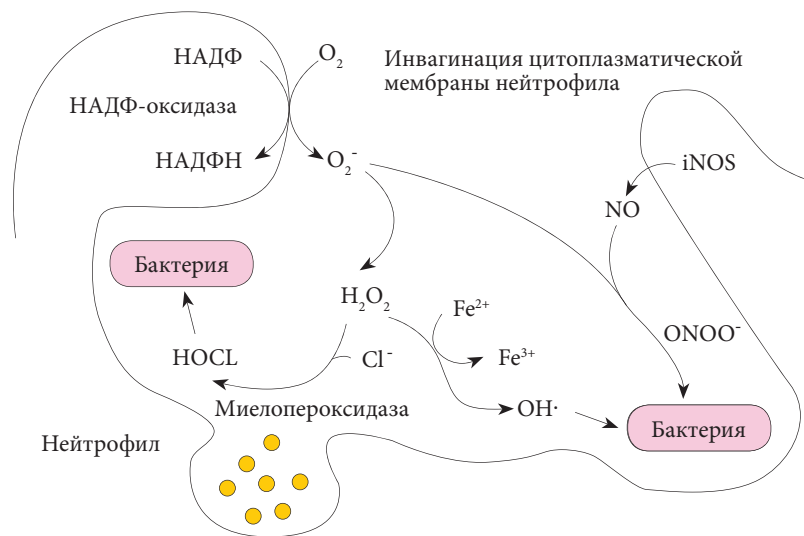 НАДФ
O₂
Инвагинация цитоплазматической
мембраны нейтрофила
НАДФ-оксидаза
НАДФН
O₂⁻
iNOS
NO
Бактерия
H₂O₂
Fe²⁺
ONOO⁻
HOCL
Cl⁻
Fe³⁺
Миелопероксидаза
OH·
Бактерия
Нейтрофил